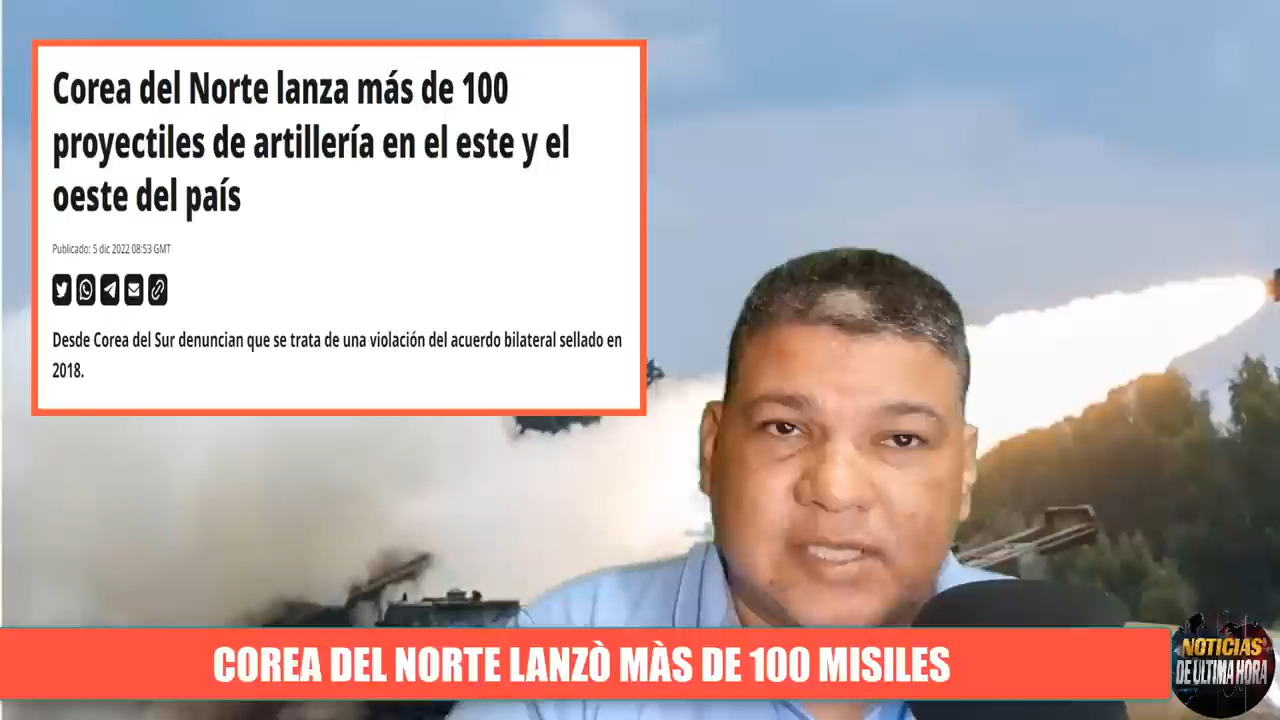 Corea del Norte lanza más de 100
proyectiles de artillería en el este y el
oeste del país
Publicado: 5 dic 2022 08:53 GMT
Desde Corea del Sur denuncian que se trata de una violación del acuerdo bilateral sellado en
2018.
COREA DEL NORTE LANZÒ MÀS DE 100 MISILES
NOTICIAS
DE ULTIMA HORA